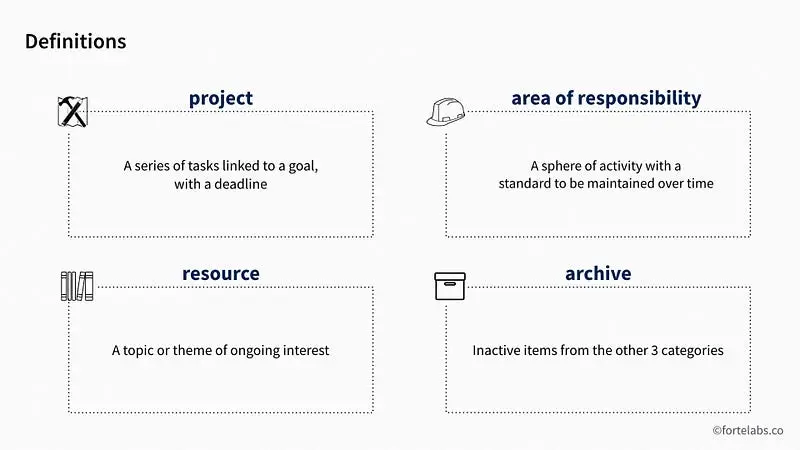 Definitions
project
A series of tasks linked to a goal,
with a deadline
area of responsibility
A sphere of activity with a
standard to be maintained over time
resource
A topic or theme of ongoing interest
archive
Inactive items from the other 3 categories
©fortelabs.co